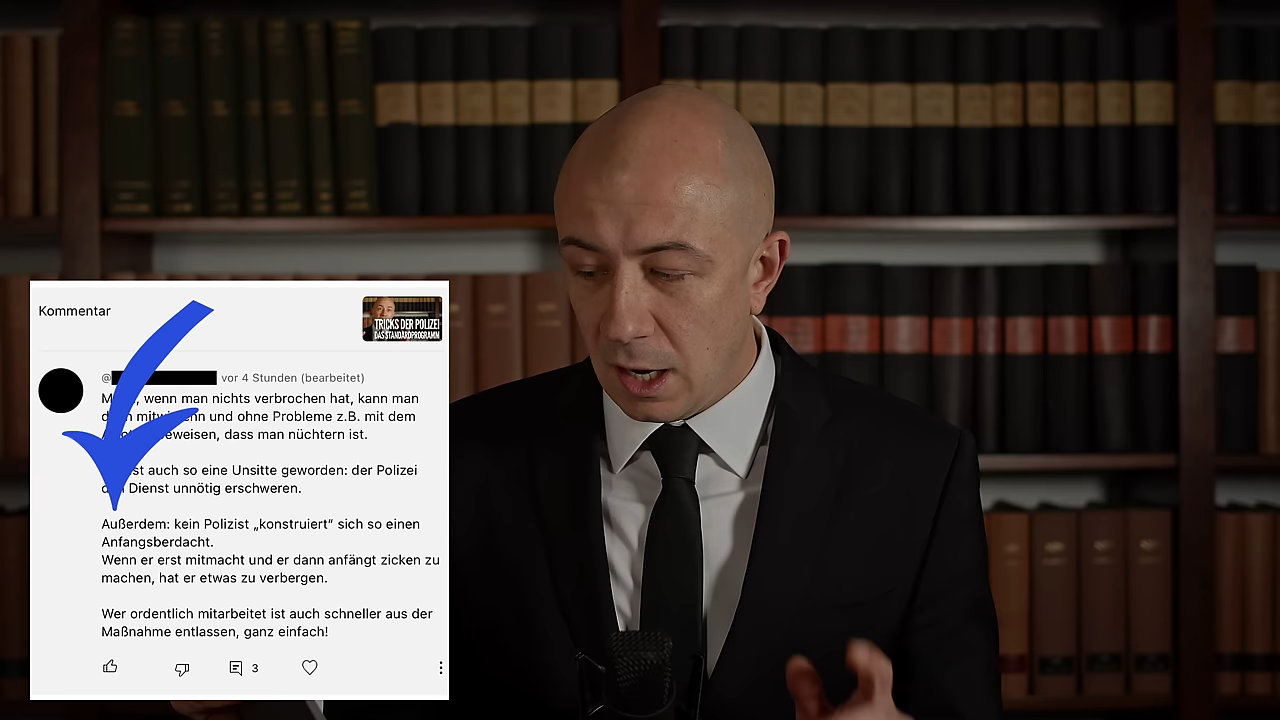 Kommentar
TRICKS DER POLIZEI
DAS STANDARDPROGRAMM
@ vor 4 Stunden (bearbeitet)
wenn man nichts verbrochen hat, kann man
und ohne Probleme z.B. mit dem
dass man nüchtern ist.
auch so eine Unsitte geworden: der Polizei
Dienst unnötig erschweren.
Außerdem: kein Polizist „konstruiert“ sich so einen
Anfangsberdacht.
Wenn er erst mitmacht und er dann anfängt zicken zu
machen, hat er etwas zu verbergen.
Wer ordentlich mitarbeitet ist auch schneller aus der
Maßnahme entlassen, ganz einfach!
3